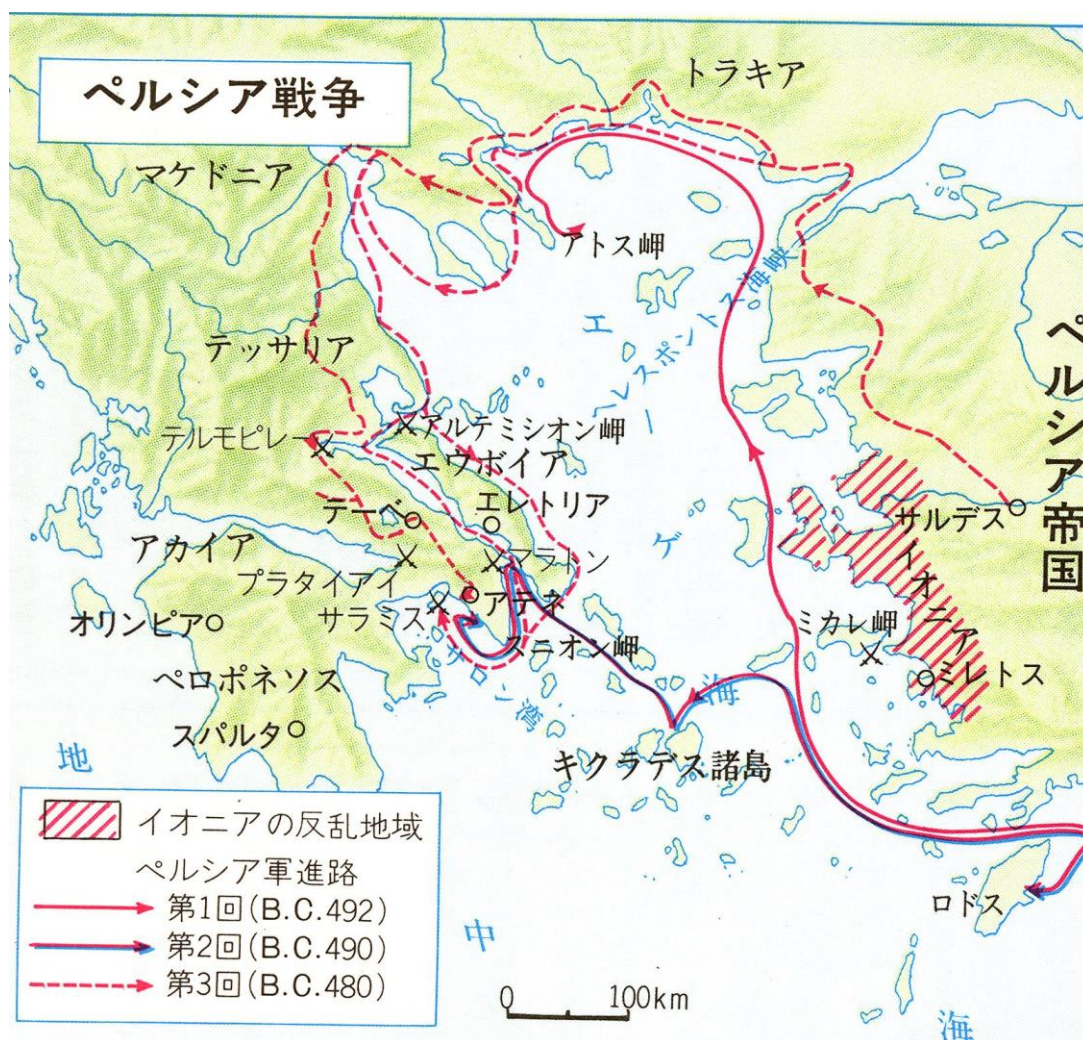 ペルシア戦争
トラキア
マケドニア
アトス岬
ヘレスポントス海峡
エーゲ海
テッサリア
ペルシア帝国
アルテミシオン岬
テルモピレー
エウボイア
エレトリア
テーベ
サルデス
イオニア
アカイア
マラトン
プラタイアイ
アテネ
サラミス
オリンピア
スニオン岬
ミカレ岬
ミレトス
ペロポネソス
サロン湾
スパルタ
キクラデス諸島
地中海
ロドス
イオニアの反乱地域
ペルシア軍進路
第1回(B.C.492)
第2回(B.C.490)
第3回(B.C.480)
0 100km